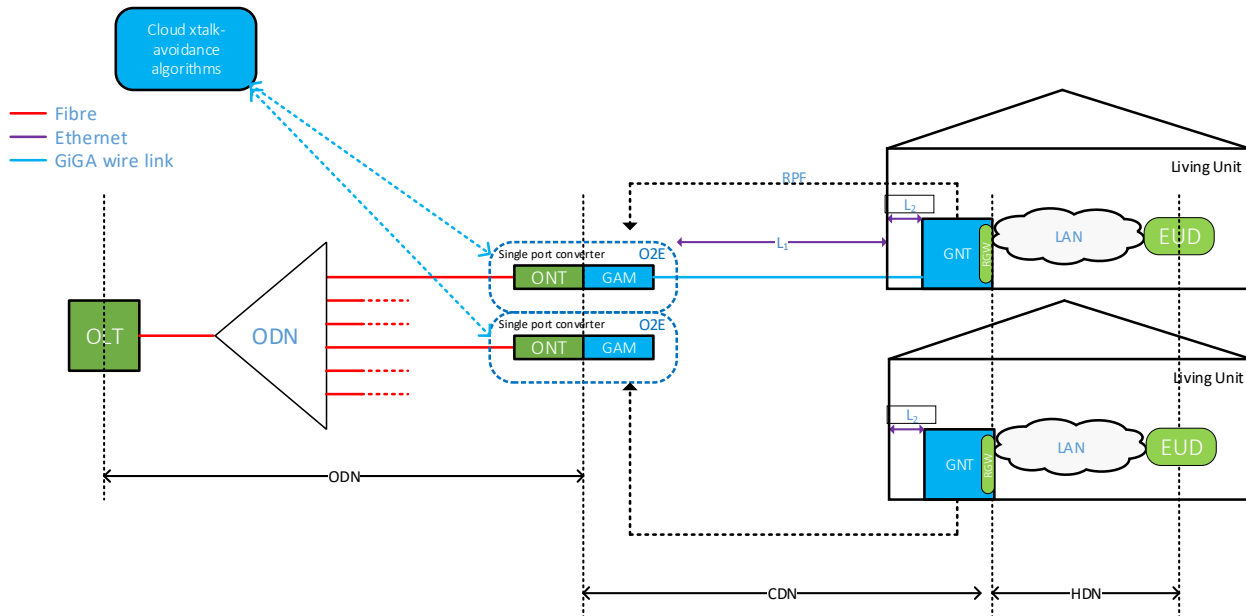 Cloud xtalk-
avoidance
algorithms
Fibre
Ethernet
GiGA wire link
RPF
Living Unit
L2
L1
Single port converter
O2E
ONT
GAM
GNT
RGW
LAN
EUD
Single port converter
O2E
ONT
GAM
OLT
ODN
Living Unit
L2
GNT
RGW
LAN
EUD
ODN
CDN
HDN